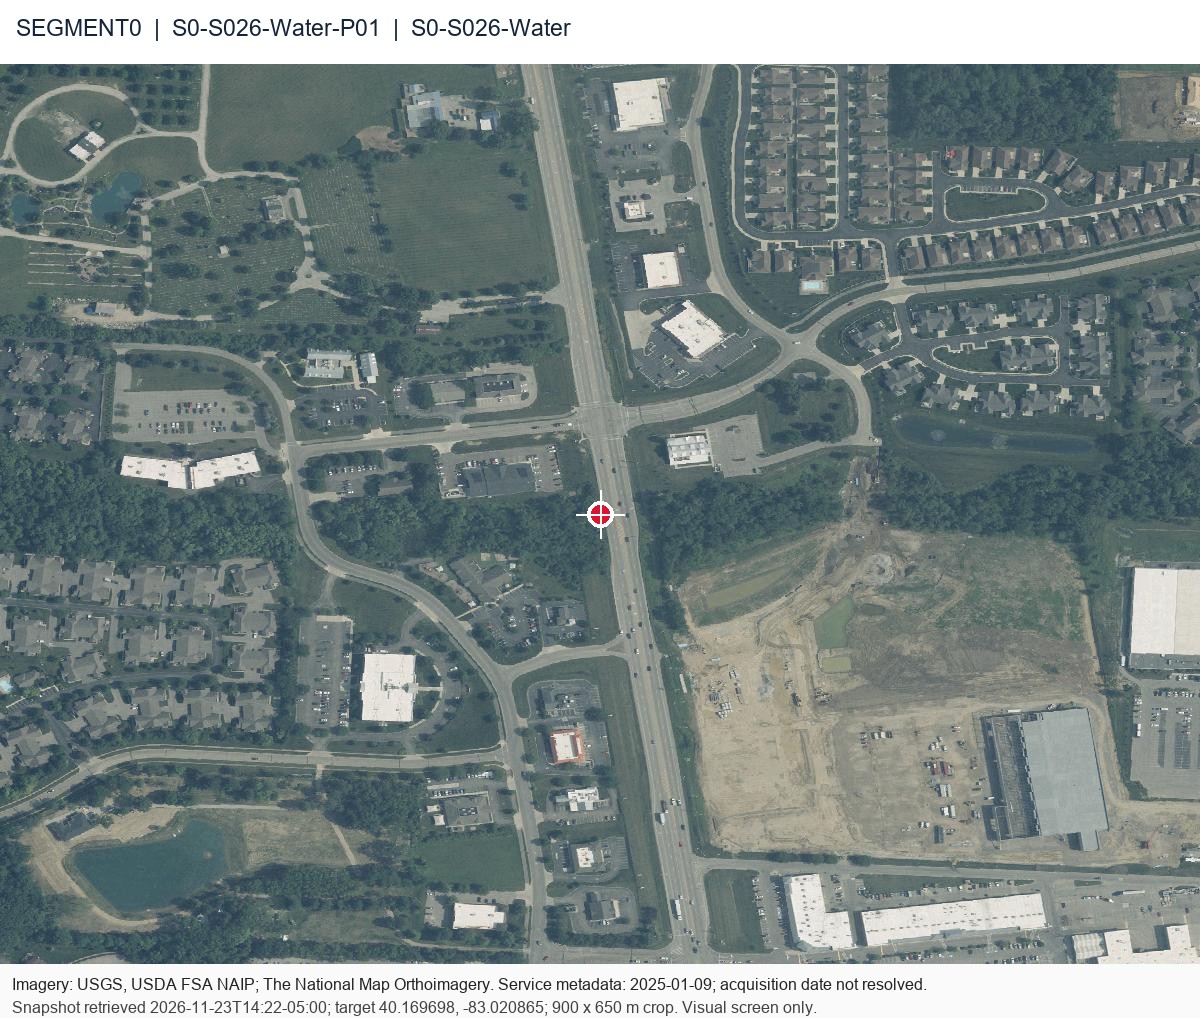 SEGMENT0 | S0-S026-Water-P01 | S0-S026-Water
Imagery: USGS, USDA FSA NAIP; The National Map Orthoimagery. Service metadata: 2025-01-09; acquisition date not resolved.
Snapshot retrieved 2026-11-23T14:22-05:00; target 40.169698, -83.020865; 900 x 650 m crop. Visual screen only.